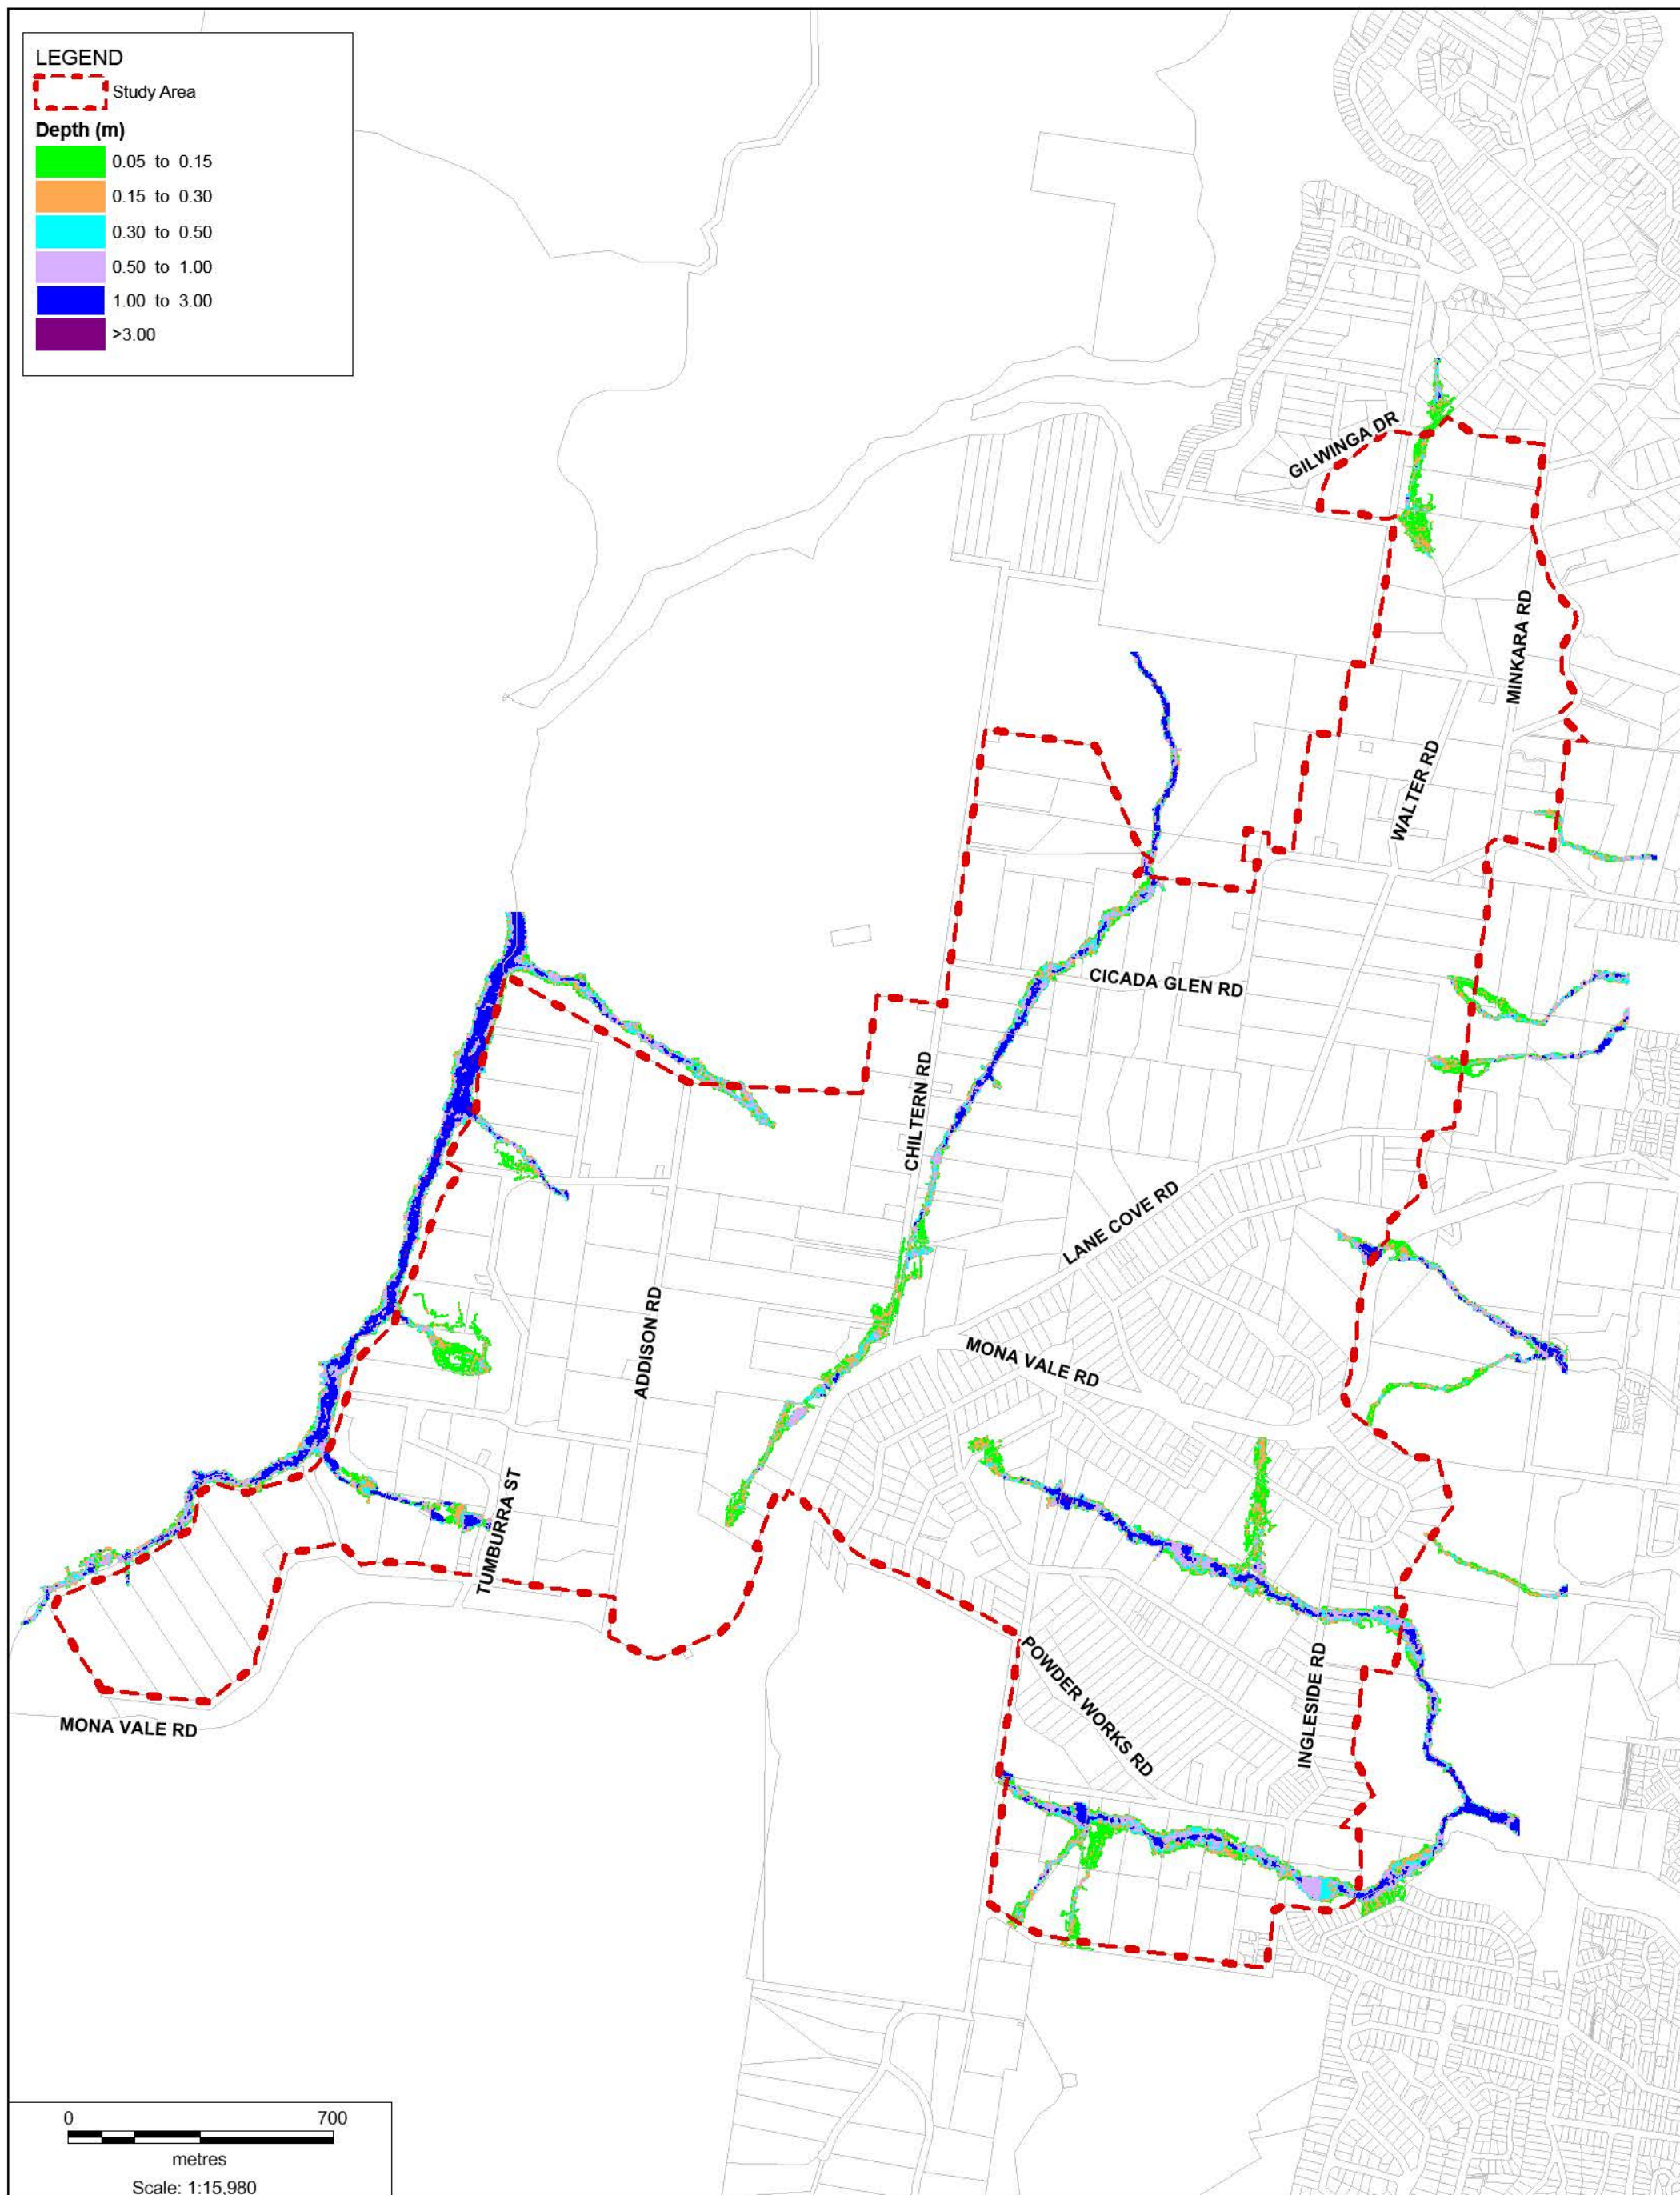 LEGEND
Study Area
Depth (m)
0.05 to 0.15
0.15 to 0.30
0.30 to 0.50
0.50 to 1.00
1.00 to 3.00
>3.00
GILWINGA DR
MINKARA RD
WALTER RD
CICADA GLEN RD
CHILTERN RD
LANE COVE RD
ADDISON RD
MONA VALE RD
TUMBURRA ST
POWDER WORKS RD
INGLESIDE RD
MONA VALE RD
0 700
metres
Scale: 1:15,980